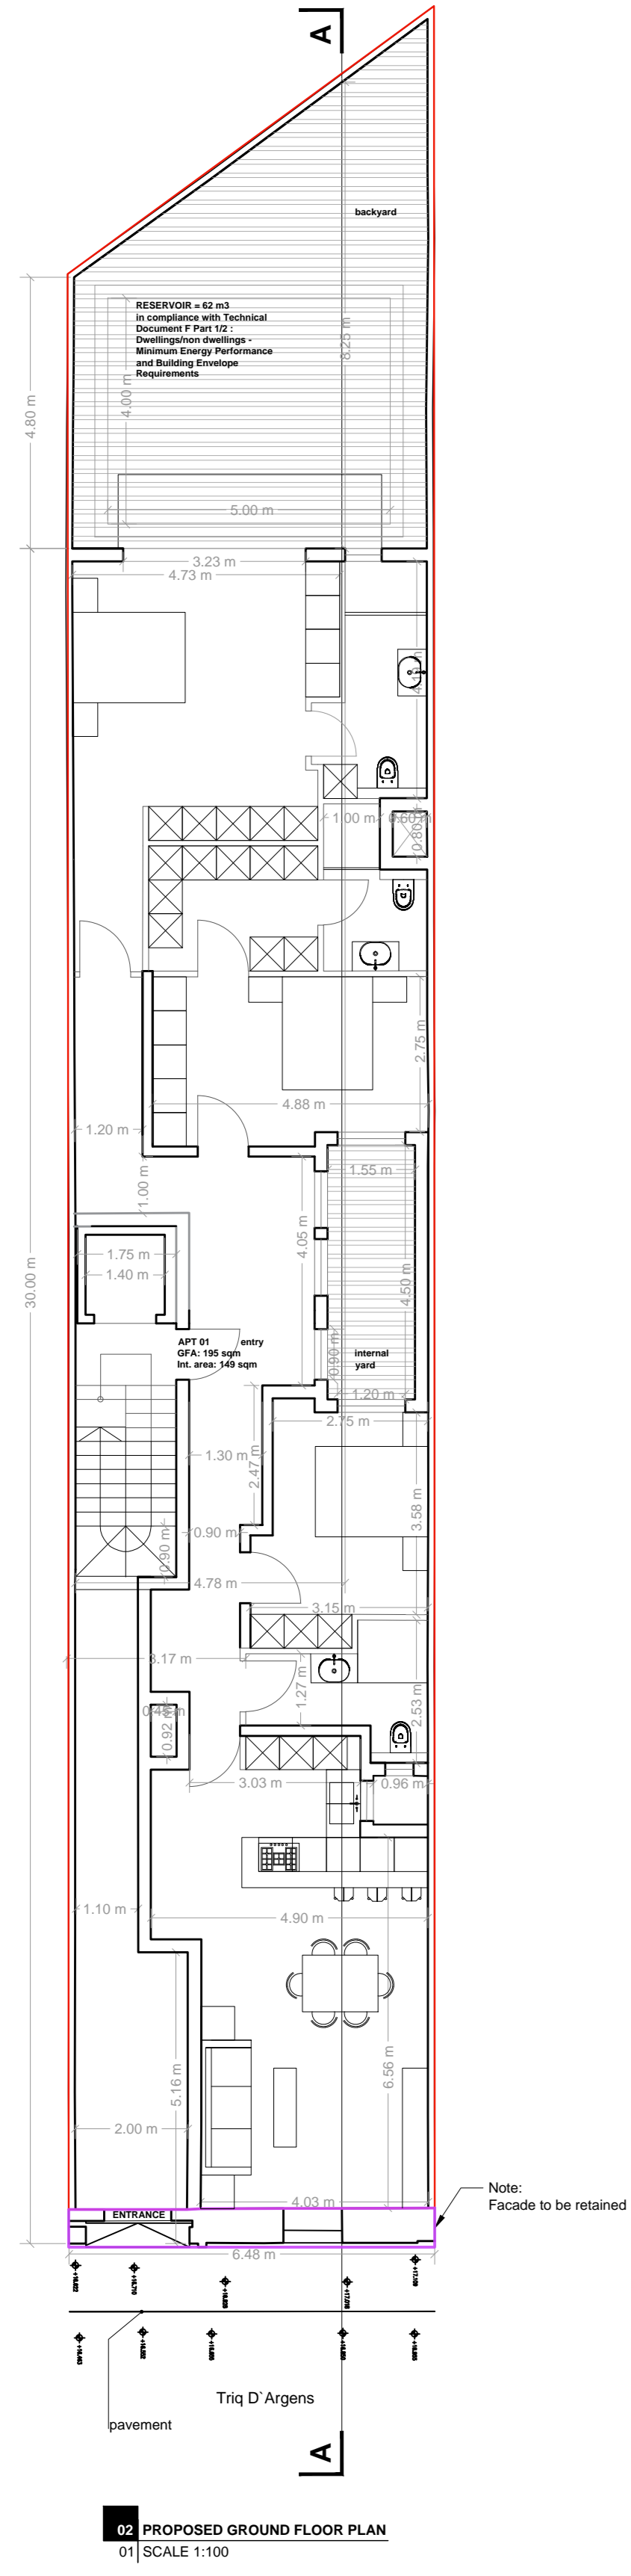 A
backyard
RESERVOIR = 62 m3
in compliance with Technical
Document F Part 1/2 :
Dwellings/non dwellings -
Minimum Energy Performance
and Building Envelope
Requirements
8.25 m
4.00 m
4.80 m
5.00 m
3.23 m
4.73 m
1.00 m
2.75 m
4.88 m
1.20 m
1.55 m
1.00 m
4.05 m
1.75 m
1.40 m
4.50 m
30.00 m
APT 01 entry
GFA: 195 sqm
Int. area: 149 sqm
internal
yard
0.90 m
1.20 m
2.75 m
1.30 m
2.47 m
3.58 m
0.90 m
0.90 m
4.78 m
3.15 m
3.17 m
1.27 m
2.53 m
0.92 m
3.03 m
0.96 m
1.10 m
4.90 m
6.56 m
5.16 m
2.00 m
4.03 m
ENTRANCE
Note:
Facade to be retained
6.48 m
Triq D`Argens
pavement
A
02 PROPOSED GROUND FLOOR PLAN
01 SCALE 1:100